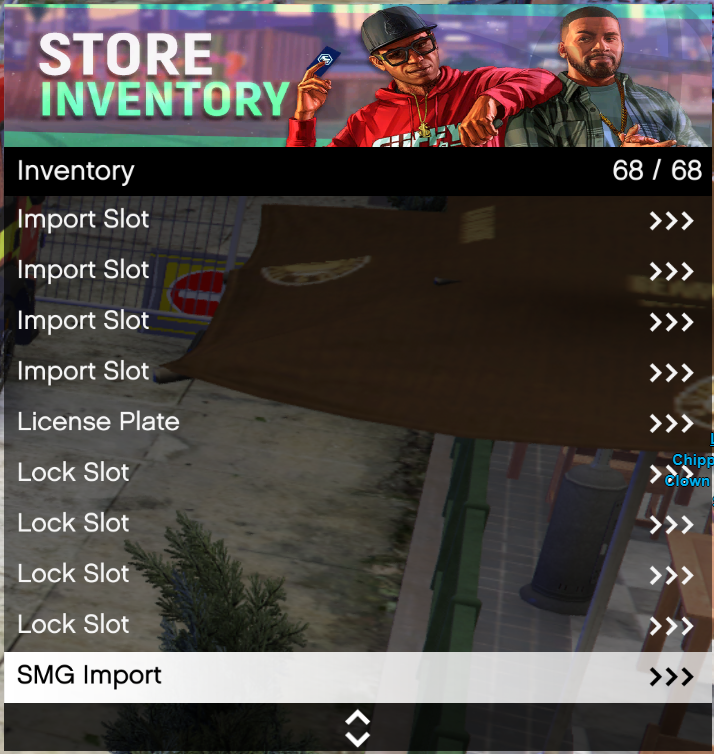 STORE
INVENTORY
Inventory 68 / 68
Import Slot >>>
Import Slot >>>
Import Slot >>>
Import Slot >>>
License Plate >>>
Lock Slot >>>
Chipp
Lock Slot >>>
Clown
Lock Slot >>>
Lock Slot >>>
SMG Import >>>